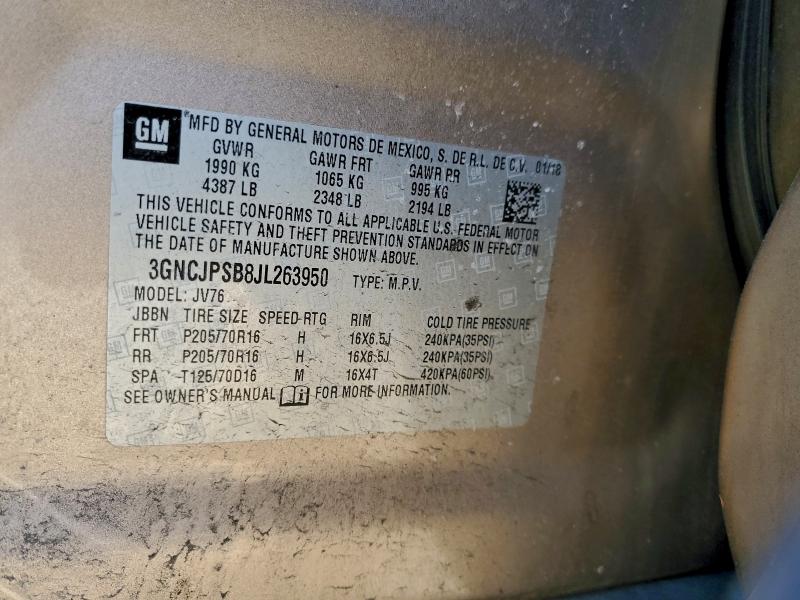 GM
®MFD BY GENERAL MOTORS DE MEXICO, S. DE R.L. DE C.V. 01/18
GVWR GAWR FRT GAWR RR
1990 KG 1065 KG 995 KG
4387 LB 2348 LB 2194 LB
THIS VEHICLE CONFORMS TO ALL APPLICABLE U.S. FEDERAL MOTOR
VEHICLE SAFETY AND THEFT PREVENTION STANDARDS IN EFFECT ON
THE DATE OF MANUFACTURE SHOWN ABOVE.
3GNCJPSB8JL263950 TYPE: M.P.V.
MODEL: JV76
JBBN TIRE SIZE SPEED RTG RIM COLD TIRE PRESSURE
FRT P205/70R16 H 16X6.5J 240KPA(35PSI)
RR P205/70R16 H 16X6.5J 240KPA(35PSI)
SPA T125/70D16 M 16X4T 420KPA(60PSI)
SEE OWNER'S MANUAL FOR MORE INFORMATION.